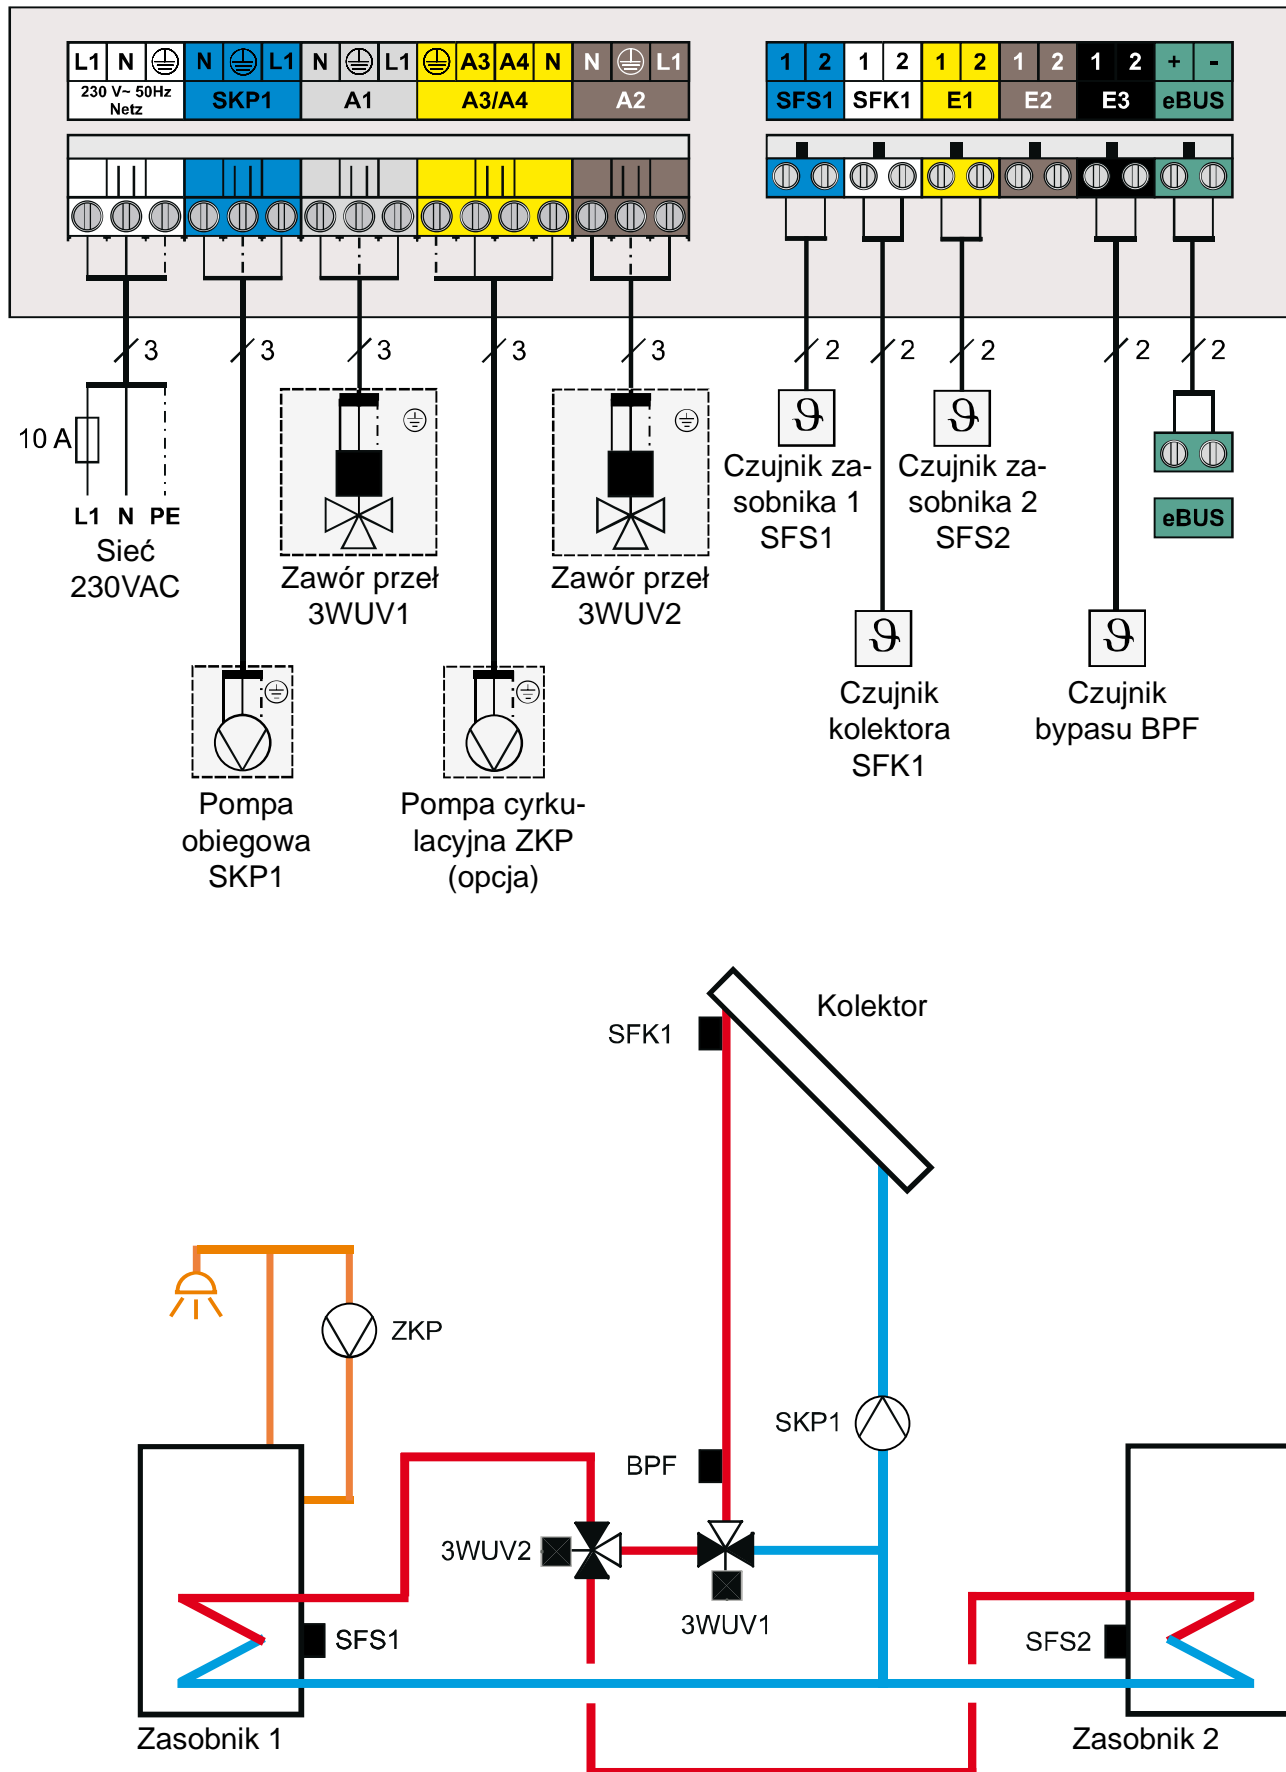 L1 N N L1 N L1 A3 A4 N N L1
230 V~ 50Hz
Netz
SKP1 A1 A3/A4 A2
1 2 1 2 1 2 1 2 1 2 + -
SFS1 SFK1 E1 E2 E3 eBUS
3 3 3 3 3 2 2 2 2 2
10 A
L1 N PE
Sieć
230VAC
Zawór przeł
3WUV1
Zawór przeł
3WUV2
ϑ
Czujnik za-
sobnika 1
SFS1
ϑ
Czujnik za-
sobnika 2
SFS2
eBUS
Pompa
obiegowa
SKP1
Pompa cyrku-
lacyjna ZKP
(opcja)
ϑ
Czujnik
kolektora
SFK1
ϑ
Czujnik
bypasu BPF
Kolektor
SFK1
ZKP
SKP1
BPF
3WUV2
3WUV1
SFS1
SFS2
Zasobnik 1
Zasobnik 2